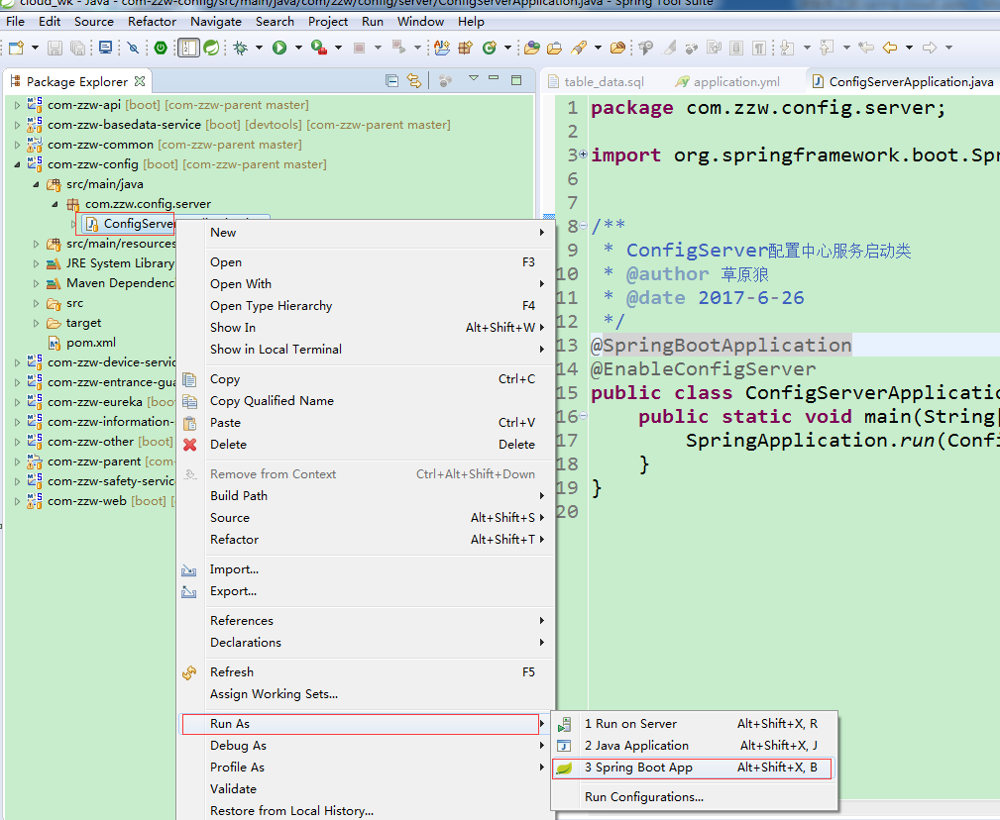 cloud_wk - Java - com-zzw-config/src/main/java/com/zzw/config/server/ConfigServerApplication.java - Spring Tool Suite
File Edit Source Refactor Navigate Search Project Run Window Help
Package Explorer
com-zzw-api [boot] [com-zzw-parent master]
com-zzw-basedata-service [boot] [devtools] [com-zzw-parent master]
com-zzw-common [com-zzw-parent master]
com-zzw-config [boot] [com-zzw-parent master]
src/main/java
com.zzw.config.server
ConfigServer
src/main/resources
JRE System Library
Maven Dependenc
src
target
pom.xml
com-zzw-device-servic
com-zzw-entrance-gua
com-zzw-eureka [boo
com-zzw-information-
com-zzw-other [boot]
com-zzw-parent [com-
com-zzw-safety-servic
com-zzw-web [boot] [
New
Open F3
Open With
Open Type Hierarchy F4
Show In Alt+Shift+W
Show in Local Terminal
Copy Ctrl+C
Copy Qualified Name
Paste Ctrl+V
Delete Delete
Remove from Context Ctrl+Alt+Shift+Down
Build Path
Source Alt+Shift+S
Refactor Alt+Shift+T
Import...
Export...
References
Declarations
Refresh F5
Assign Working Sets...
Run As
Debug As
Profile As
Validate
Restore from Local History...
1 Run on Server Alt+Shift+X, R
2 Java Application Alt+Shift+X, J
3 Spring Boot App Alt+Shift+X, B
Run Configurations...
table_data.sql application.yml ConfigServerApplication.java
1 package com.zzw.config.server;
2
3 import org.springframework.boot.Spr
6
7
8 /**
9 * ConfigServer配置中心服务启动类
10 * @author 草原狼
11 * @date 2017-6-26
12 */
13 @SpringBootApplication
14 @EnableConfigServer
15 public class ConfigServerApplicatio
16 public static void main(String[
17 SpringApplication.run(Confi
18 }
19 }
20